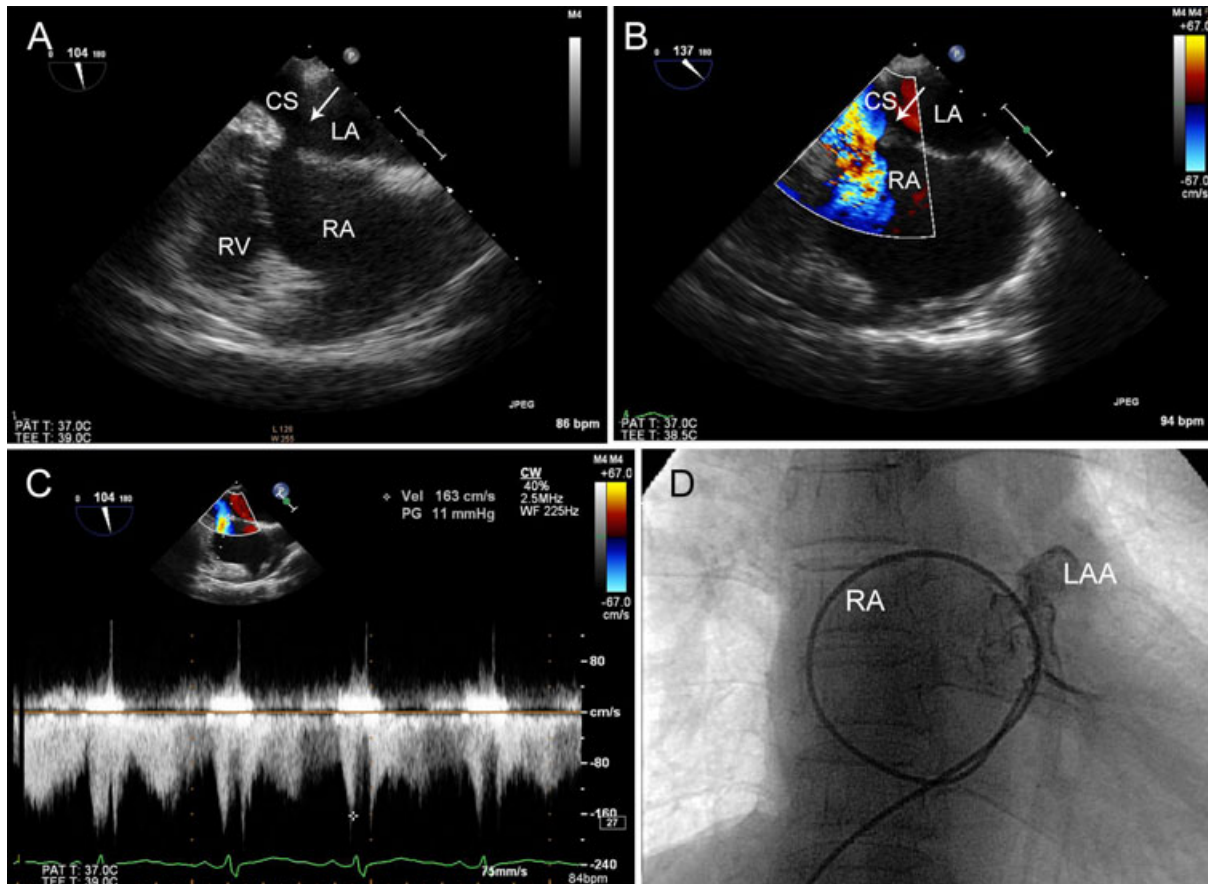 A
M4
0 104 180
P
CS
LA
RV
RA
JPEG
PAT T: 37.0C
TEE T: 39.0C
L 126
W 255
86 bpm
B
M4 M4
+67.0
-67.0
cm/s
0 137 180
P
CS
LA
RA
JPEG
PAT T: 37.0C
TEE T: 38.5C
94 bpm
C
0 104 180
Vel 163 cm/s
PG 11 mmHg
CW
40%
2.5MHz
WF 225Hz
M4 M4
+67.0
-67.0
cm/s
80
cm/s
-80
-160
27
-240
PAT T: 37.0C
TEE T: 39.0C
75mm/s
84bpm
D
RA
LAA